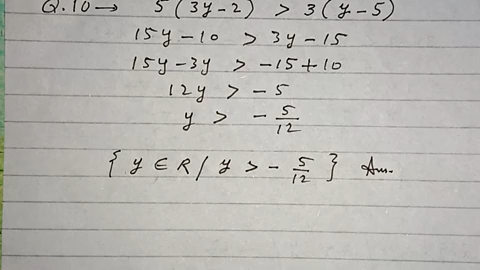 Q.10→ 5(3y-2) > 3(y-5)
15y-10 > 3y-15
15y-3y > -15+10
12y > -5
y > - 5/12
{ y ∈ R / y > - 5/12 } Ans.